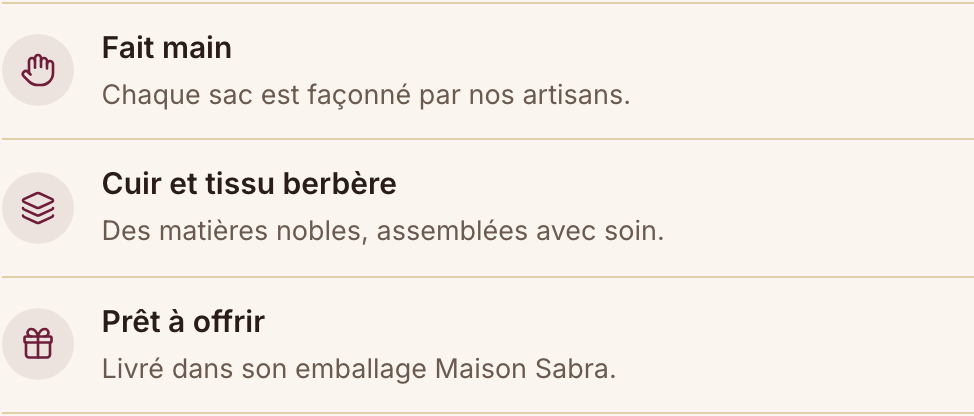 Fait main
Chaque sac est façonné par nos artisans.
Cuir et tissu berbère
Des matières nobles, assemblées avec soin.
Prêt à offrir
Livré dans son emballage Maison Sabra.